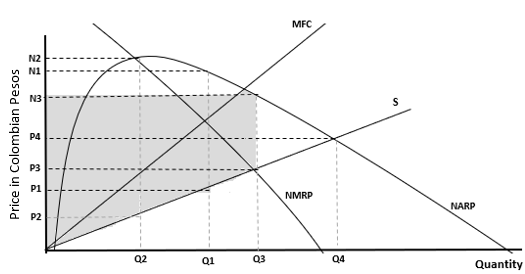 MFC
N2
N1
N3
S
P4
P3
P1
NMRP
NARP
P2
Q2
Q1
Q3
Q4
Quantity
Price in Colombian Pesos